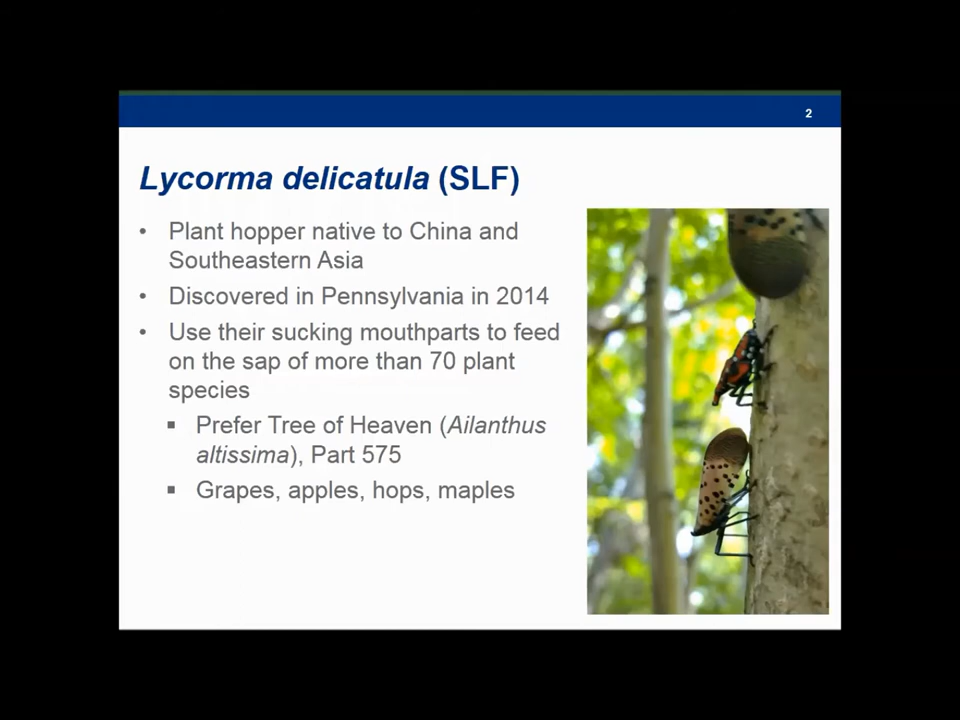 2
Lycorma delicatula (SLF)
• Plant hopper native to China and
Southeastern Asia
• Discovered in Pennsylvania in 2014
• Use their sucking mouthparts to feed
on the sap of more than 70 plant
species
▪ Prefer Tree of Heaven (Ailanthus
altissima), Part 575
▪ Grapes, apples, hops, maples